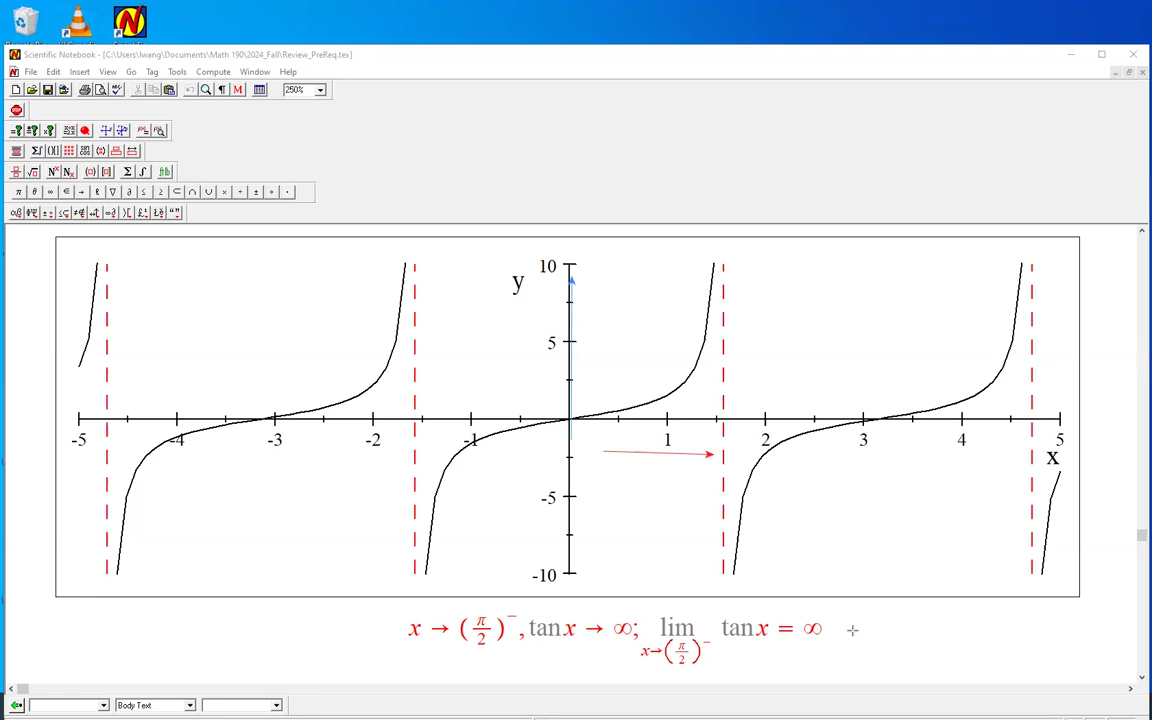 Scientific Notebook - [C:\Users\lwang\Documents\Math 190\2024_Fall\Review_PreReq.tex]
File Edit Insert View Go Tag Tools Compute Window Help
250%
π θ ∞ ∈ → ∂ ≤ ≥ ⊂ ∩ ∪ × ÷ ± ∘ ·
y
10
5
-5 -4 -3 -2 -1 1 2 3 4 5
x
-5
-10
x → (π/2)⁻, tan x → ∞; lim x→(π/2)⁻ tan x = ∞
Body Text